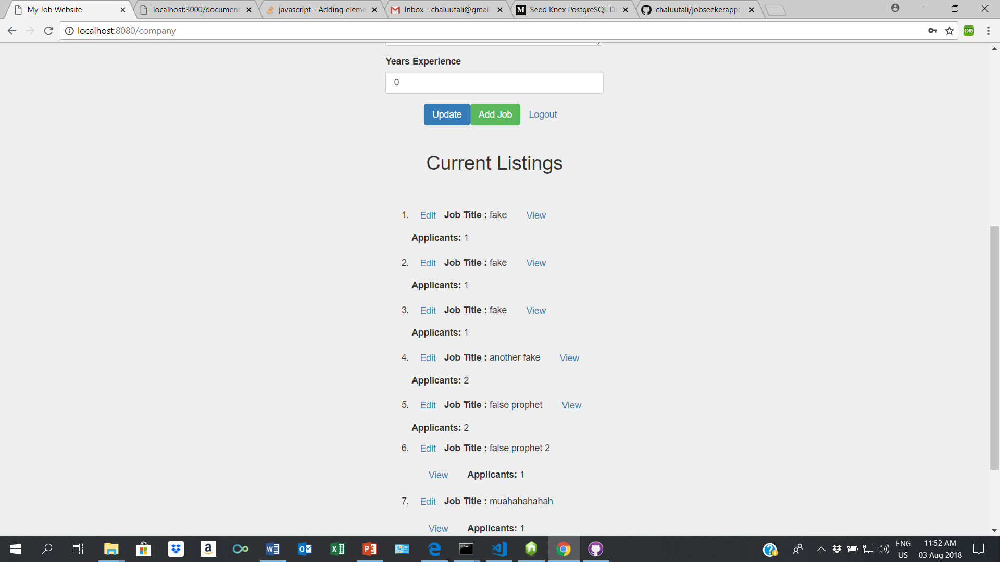 My Job Website
localhost:3000/document
javascript - Adding eleme
Inbox - chaluutali@gmail
M Seed Knex PostgreSQL Da
chaluutali/jobseekerapp:
localhost:8080/company
CORS
Years Experience
0
Update Add Job Logout
Current Listings
1. Edit Job Title : fake View
Applicants: 1
2. Edit Job Title : fake View
Applicants: 1
3. Edit Job Title : fake View
Applicants: 1
4. Edit Job Title : another fake View
Applicants: 2
5. Edit Job Title : false prophet View
Applicants: 2
6. Edit Job Title : false prophet 2
View Applicants: 1
7. Edit Job Title : muahahahahah
View Applicants: 1
ENG
US
11:52 AM
03 Aug 2018